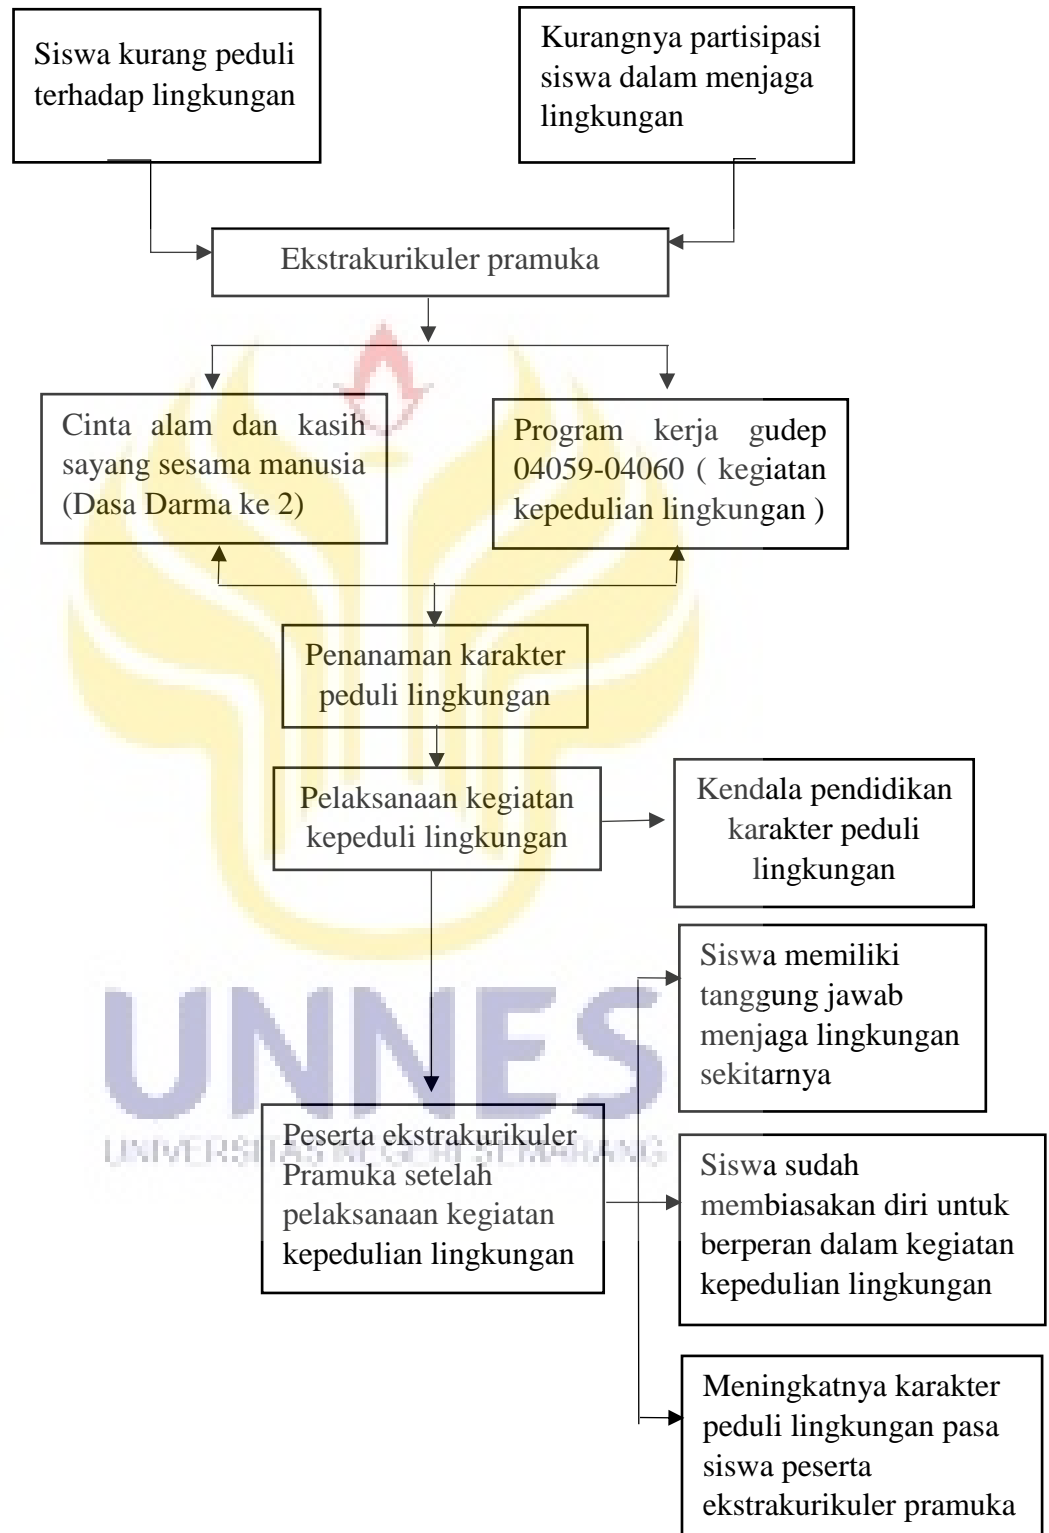 Siswa kurang peduli
terhadap lingkungan
Kurangnya partisipasi
siswa dalam menjaga
lingkungan
Ekstrakurikuler pramuka
Cinta alam dan kasih
sayang sesama manusia
(Dasa Darma ke 2)
Program kerja gudep
04059-04060 ( kegiatan
kepedulian lingkungan )
Penanaman karakter
peduli lingkungan
Pelaksanaan kegiatan
kepeduli lingkungan
Kendala pendidikan
karakter peduli
lingkungan
Siswa memiliki
tanggung jawab
menjaga lingkungan
sekitarnya
UNNES
UNIVERSITAS NEGERI SEMARANG
Peserta ekstrakurikuler
Pramuka setelah
pelaksanaan kegiatan
kepedulian lingkungan
Siswa sudah
membiasakan diri untuk
berperan dalam kegiatan
kepedulian lingkungan
Meningkatnya karakter
peduli lingkungan pasa
siswa peserta
ekstrakurikuler pramuka